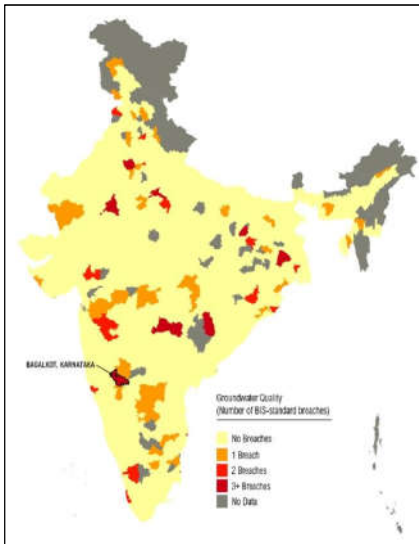 BAGALKOT, KARNATAKA
Groundwater Quality
(Number of BIS-standard breaches)
No Breaches
1 Breach
2 Breaches
3+ Breaches
No Data